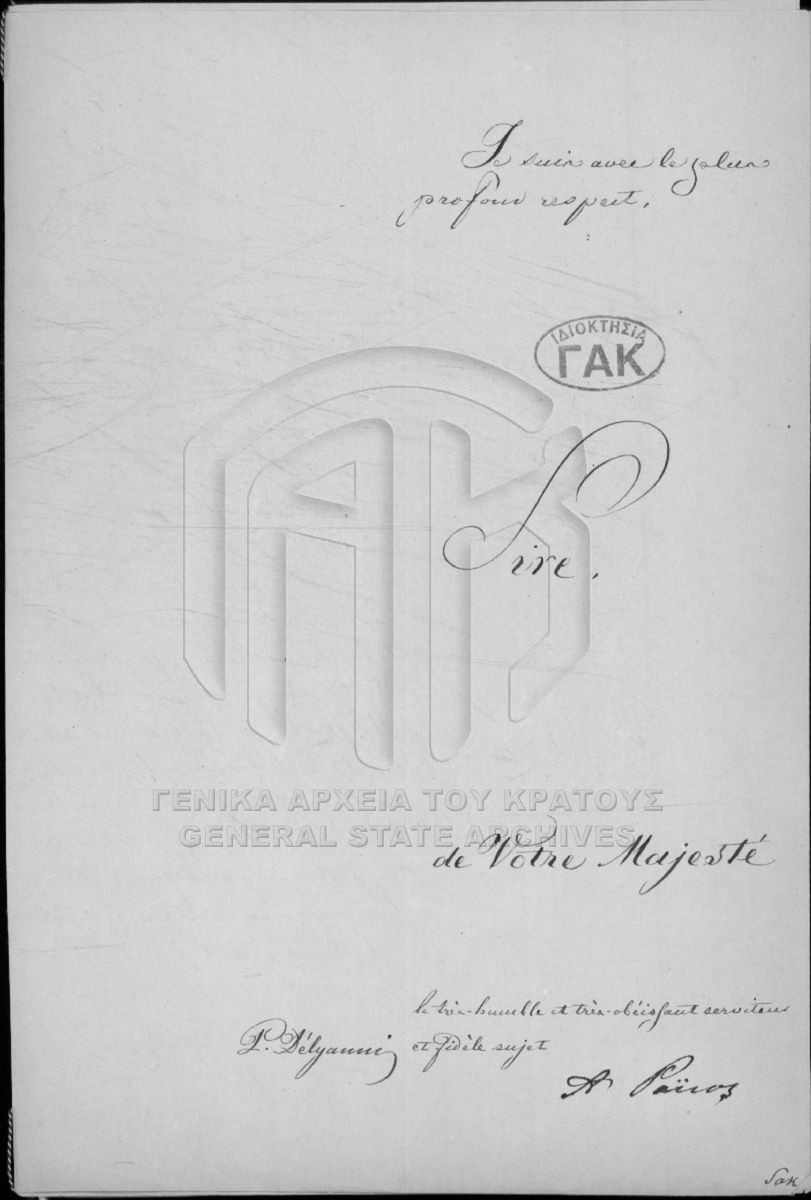 Je suis avec le plus
profond respect,
ΙΔΙΟΚΤΗΣΙΑ
ΓΑΚ
Sire,
ΓΕΝΙΚΑ ΑΡΧΕΙΑ ΤΟΥ ΚΡΑΤΟΥΣ
GENERAL STATE ARCHIVES
de Votre Majesté
le très-humble et très-obéissant serviteur
P. Délyanni et fidèle sujet
A